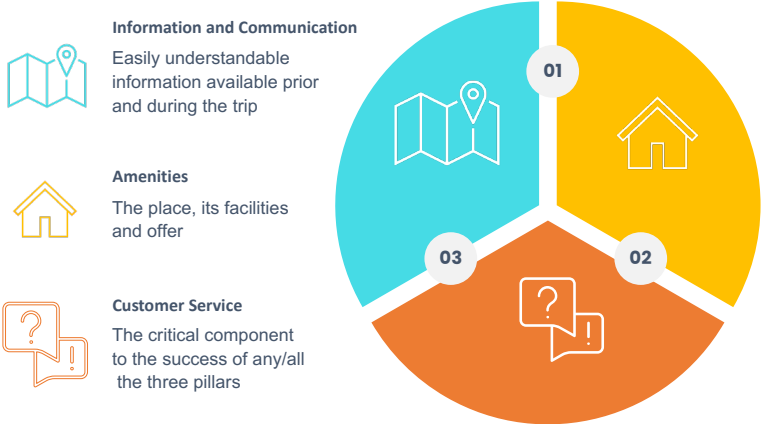 Information and Communication
Easily understandable
information available prior
and during the trip
Amenities
The place, its facilities
and offer
Customer Service
The critical component
to the success of any/all
the three pillars
01
02
03
?
!
?
!